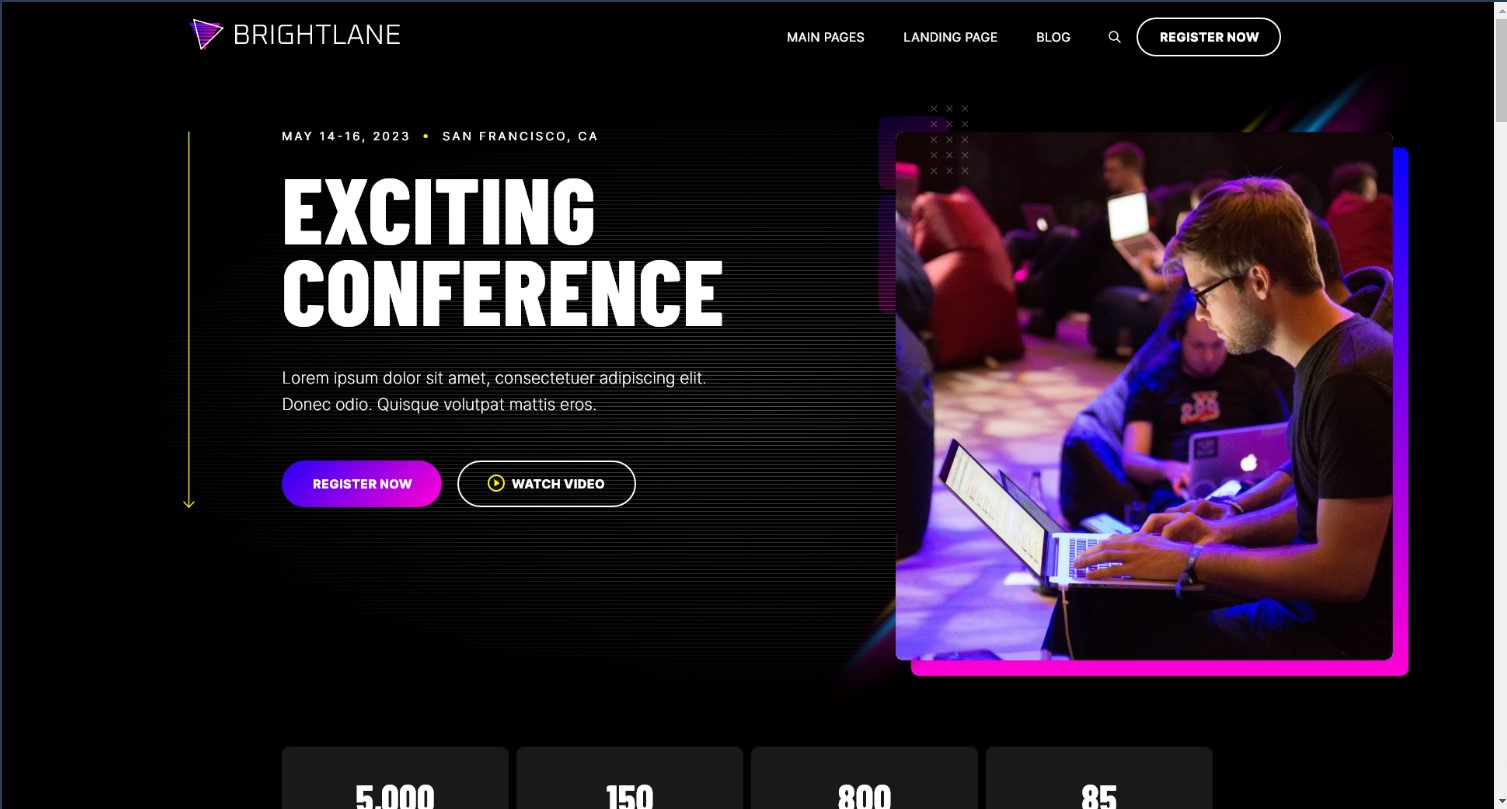 BRIGHTLANE
MAIN PAGES LANDING PAGE BLOG REGISTER NOW
MAY 14-16, 2023 • SAN FRANCISCO, CA
EXCITING
CONFERENCE
Lorem ipsum dolor sit amet, consectetuer adipiscing elit.
Donec odio. Quisque volutpat mattis eros.
REGISTER NOW WATCH VIDEO
5,000 150 800 85